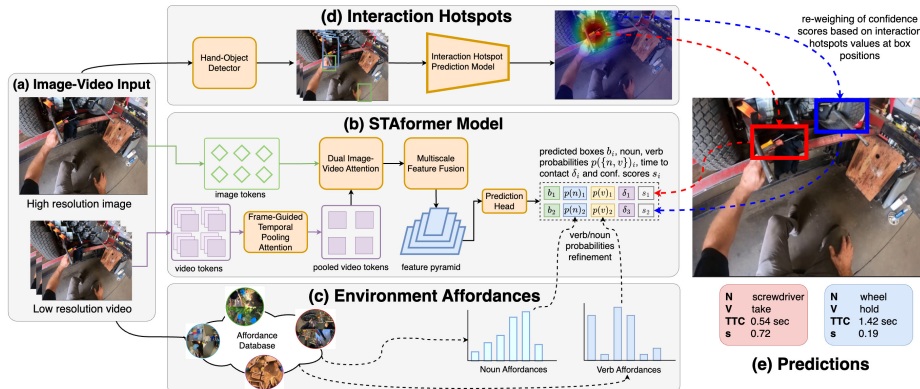 (d) Interaction Hotspots
Hand-Object
Detector
Interaction Hotspot
Prediction Model
re-weighing of confidence
scores based on interaction
hotspots values at box
positions
(a) Image-Video Input
High resolution image
Low resolution video
(b) STAformer Model
image tokens
Dual Image-
Video Attention
Multiscale
Feature Fusion
video tokens
Frame-Guided
Temporal
Pooling
Attention
pooled video tokens
feature pyramid
Prediction
Head
predicted boxes b_i, noun, verb
probabilities p({n, v})_i, time to
contact δ_i and conf. scores s_i
b_1 p(n)_1 p(v)_1 δ_1 s_1
b_2 p(n)_2 p(v)_2 δ_3 s_2
verb/noun
probabilities
refinement
(c) Environment Affordances
Affordance
Database
Noun Affordances
Verb Affordances
N screwdriver
V take
TTC 0.54 sec
s 0.72
N wheel
V hold
TTC 1.42 sec
s 0.19
(e) Predictions